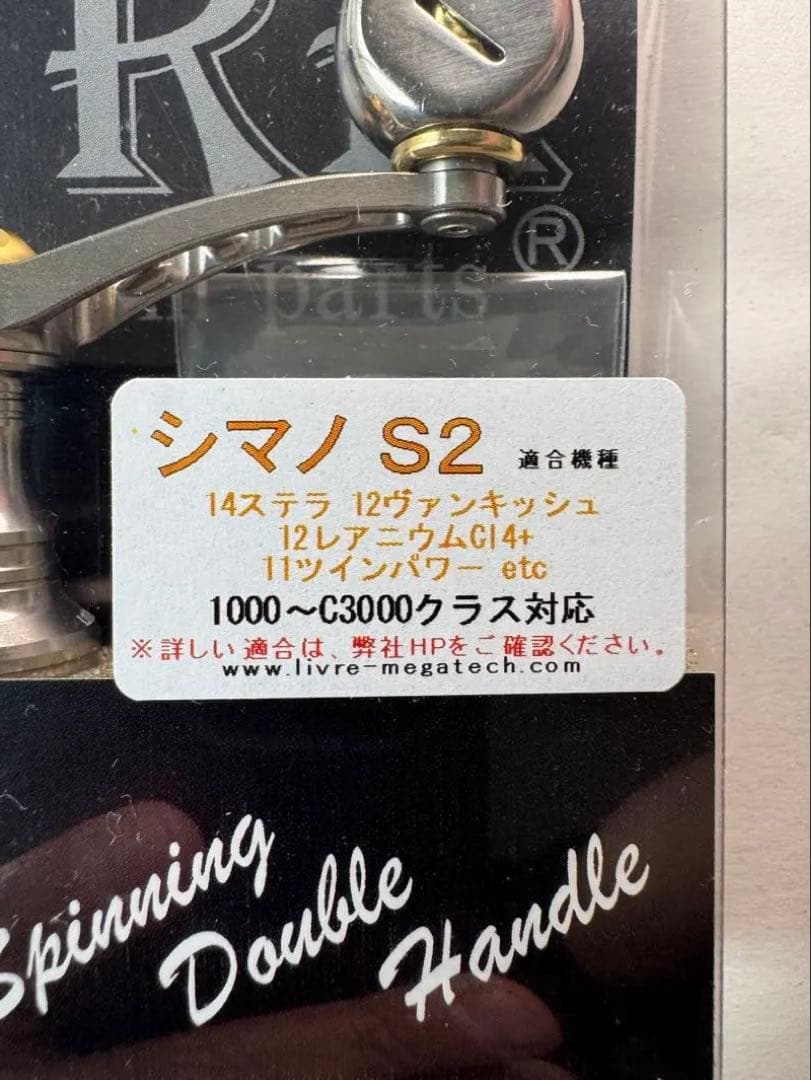 parts
®
シマノ S2 適合機種
14ステラ 12ヴァンキッシュ
12レアニウムCI4+
11ツインパワー etc
1000～C3000クラス対応
※詳しい適合は、弊社HPをご確認ください。
www.livre-megatech.com
Spinning
Double
Handle